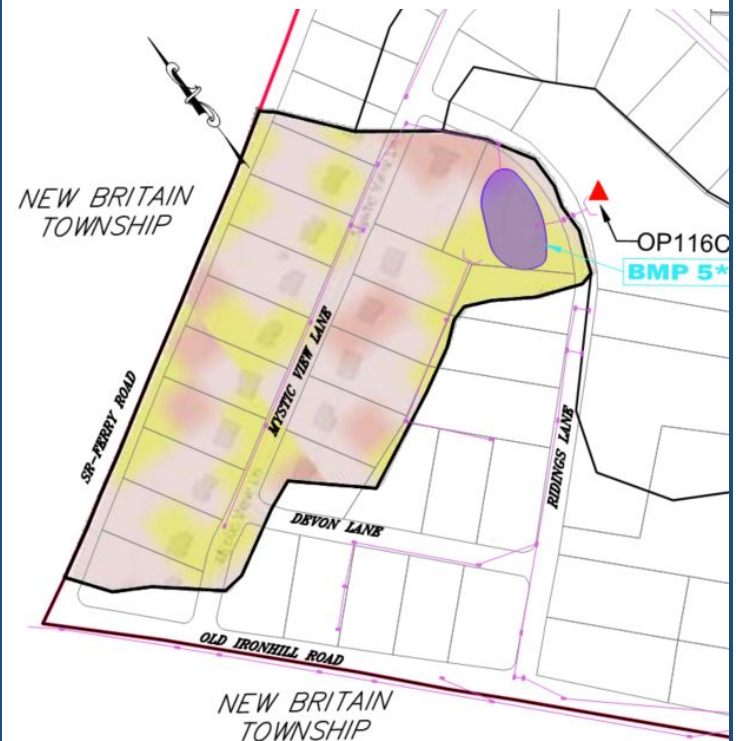 NEW BRITAIN
TOWNSHIP
OP116C
BMP 5*
MYSTIC VIEW LANE
SR-FERRY ROAD
RIDINGS LANE
DEVON LANE
OLD IRONHILL ROAD
NEW BRITAIN
TOWNSHIP